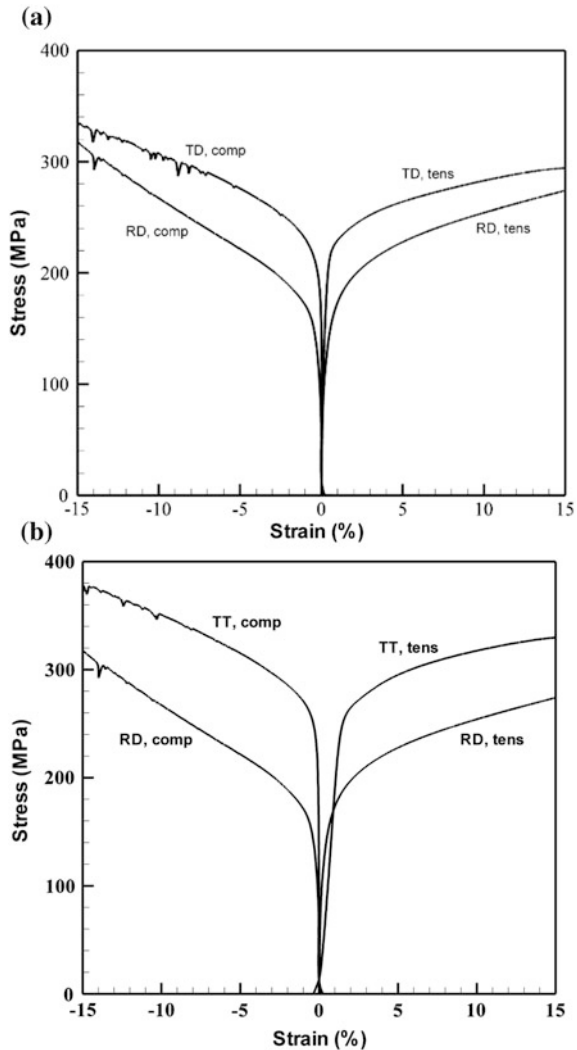 (a)
400
300
200
100
0
Stress (MPa)
TD, comp
RD, comp
TD, tens
RD, tens
-15 -10 -5 0 5 10 15
Strain (%)
(b)
400
300
200
100
0
Stress (MPa)
TT, comp
RD, comp
TT, tens
RD, tens
-15 -10 -5 0 5 10 15
Strain (%)